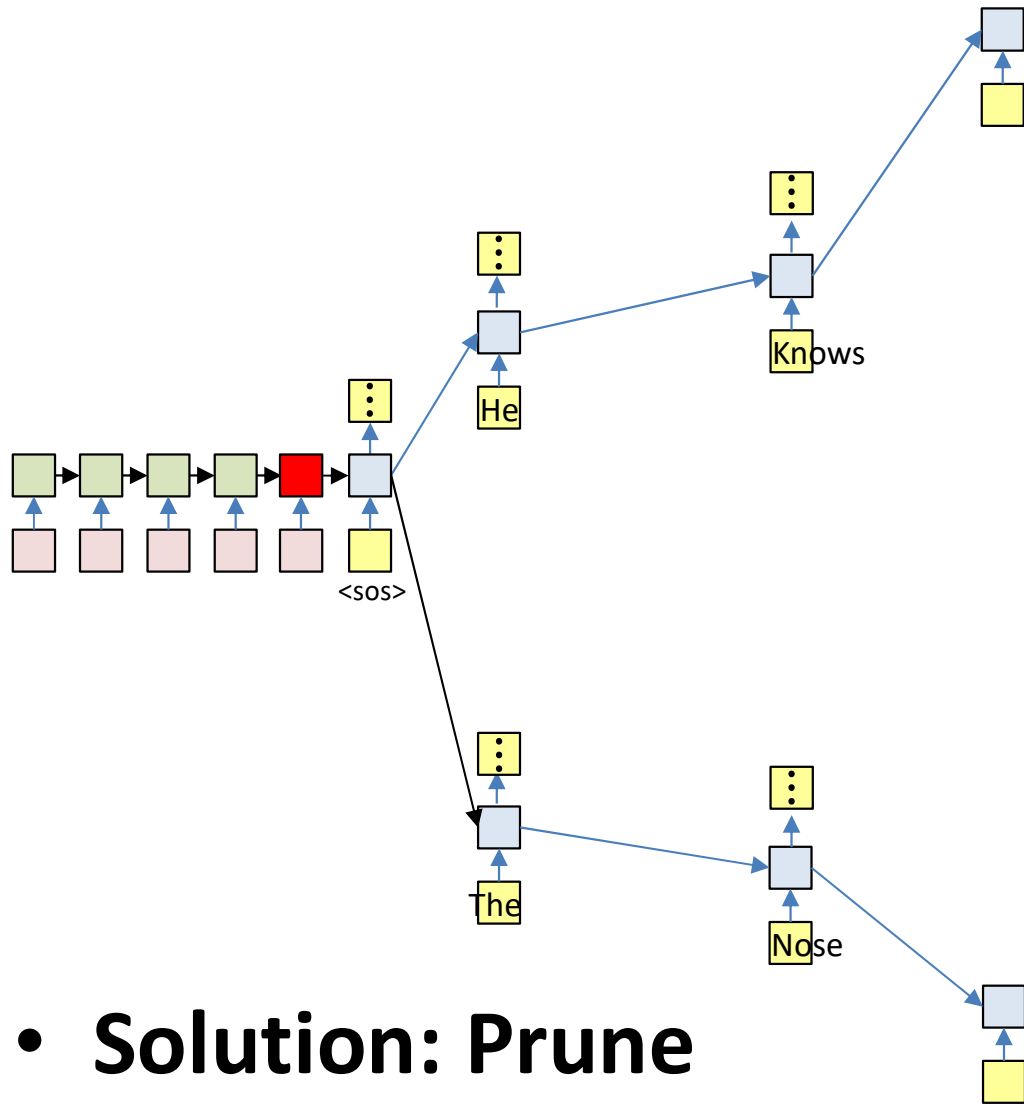 Knows
He
<sos>
The
Nose
• Solution: Prune